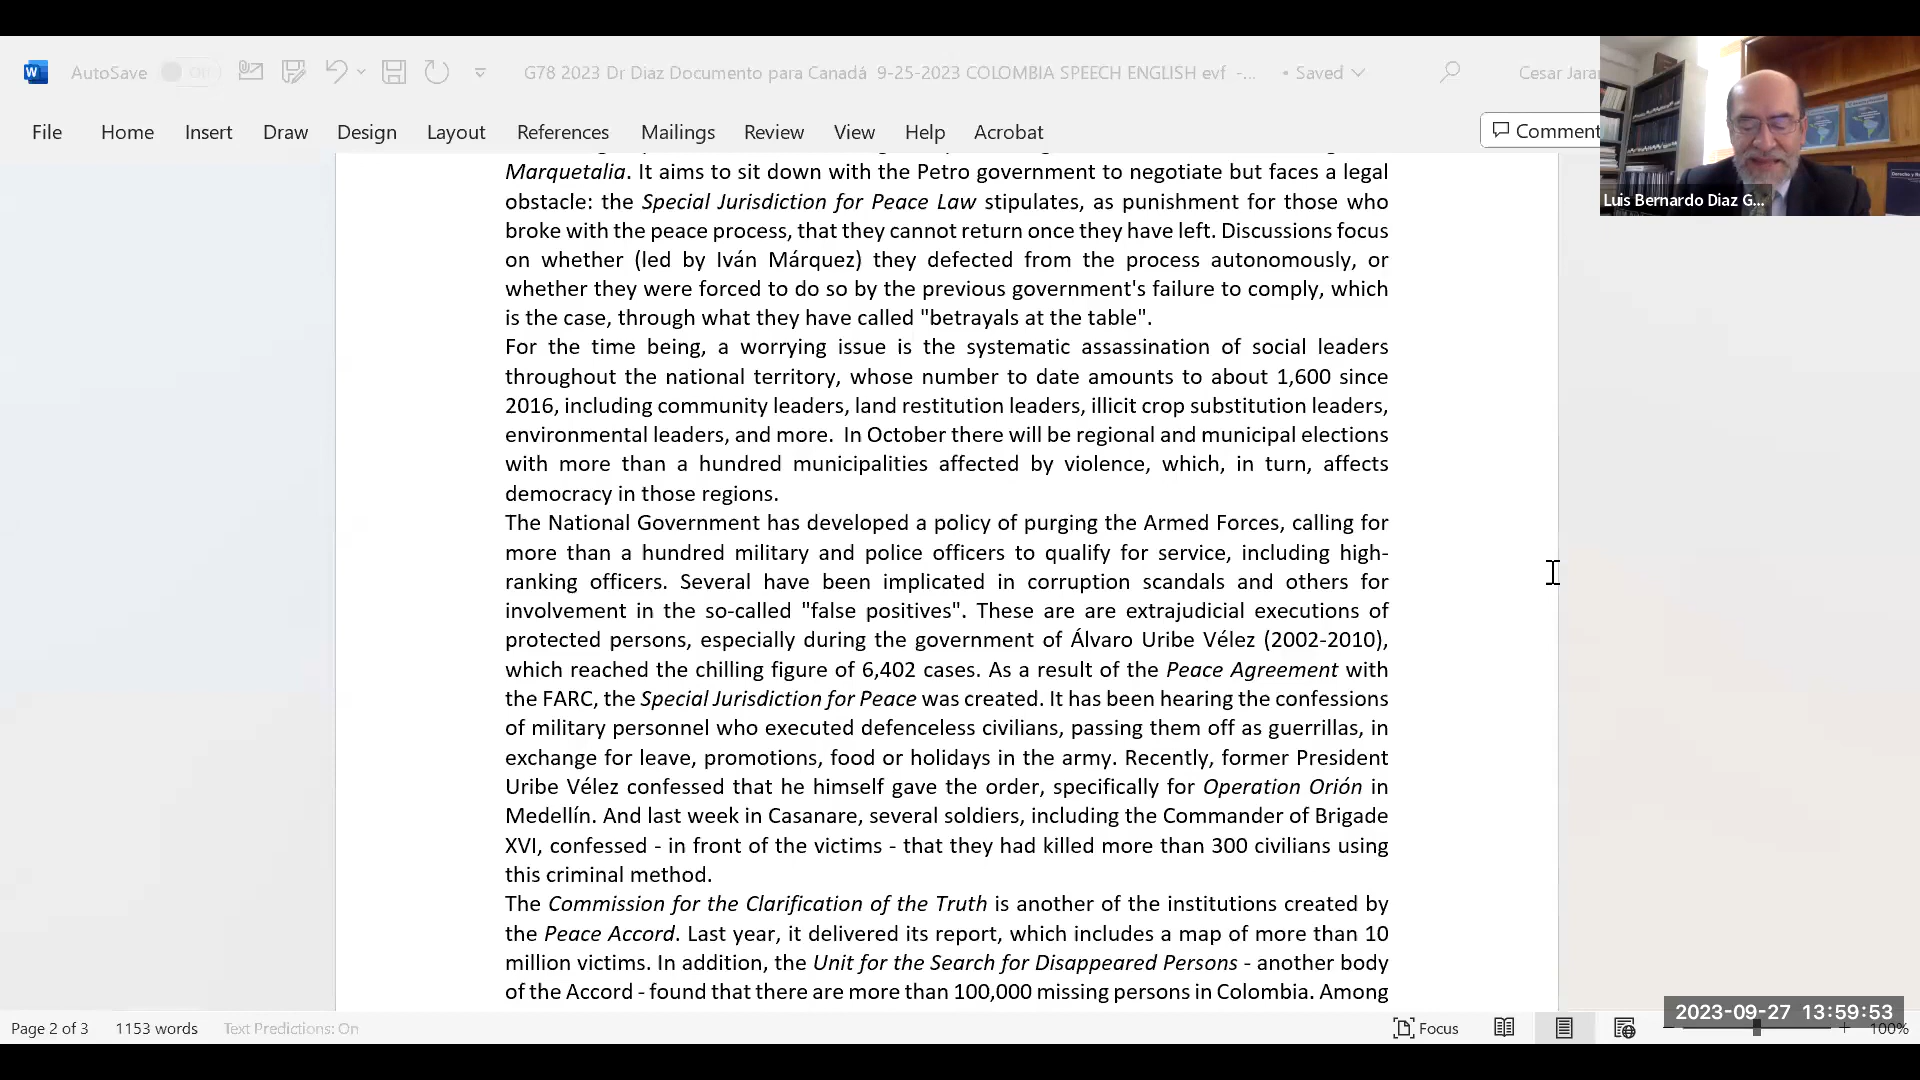 AutoSave
G78 2023 Dr Diaz Documento para Canadá 9-25-2023 COLOMBIA SPEECH ENGLISH evf -... • Saved
Cesar Jarar
File Home Insert Draw Design Layout References Mailings Review View Help Acrobat
Comment
Luis Bernardo Diaz G...
Marquetalia. It aims to sit down with the Petro government to negotiate but faces a legal
obstacle: the Special Jurisdiction for Peace Law stipulates, as punishment for those who
broke with the peace process, that they cannot return once they have left. Discussions focus
on whether (led by Iván Márquez) they defected from the process autonomously, or
whether they were forced to do so by the previous government's failure to comply, which
is the case, through what they have called "betrayals at the table".
For the time being, a worrying issue is the systematic assassination of social leaders
throughout the national territory, whose number to date amounts to about 1,600 since
2016, including community leaders, land restitution leaders, illicit crop substitution leaders,
environmental leaders, and more. In October there will be regional and municipal elections
with more than a hundred municipalities affected by violence, which, in turn, affects
democracy in those regions.
The National Government has developed a policy of purging the Armed Forces, calling for
more than a hundred military and police officers to qualify for service, including high-
ranking officers. Several have been implicated in corruption scandals and others for
involvement in the so-called "false positives". These are are extrajudicial executions of
protected persons, especially during the government of Álvaro Uribe Vélez (2002-2010),
which reached the chilling figure of 6,402 cases. As a result of the Peace Agreement with
the FARC, the Special Jurisdiction for Peace was created. It has been hearing the confessions
of military personnel who executed defenceless civilians, passing them off as guerrillas, in
exchange for leave, promotions, food or holidays in the army. Recently, former President
Uribe Vélez confessed that he himself gave the order, specifically for Operation Orión in
Medellín. And last week in Casanare, several soldiers, including the Commander of Brigade
XVI, confessed - in front of the victims - that they had killed more than 300 civilians using
this criminal method.
The Commission for the Clarification of the Truth is another of the institutions created by
the Peace Accord. Last year, it delivered its report, which includes a map of more than 10
million victims. In addition, the Unit for the Search for Disappeared Persons - another body
of the Accord - found that there are more than 100,000 missing persons in Colombia. Among
2023-09-27 13:59:53
Page 2 of 3 1153 words Text Predictions: On
Focus
100%